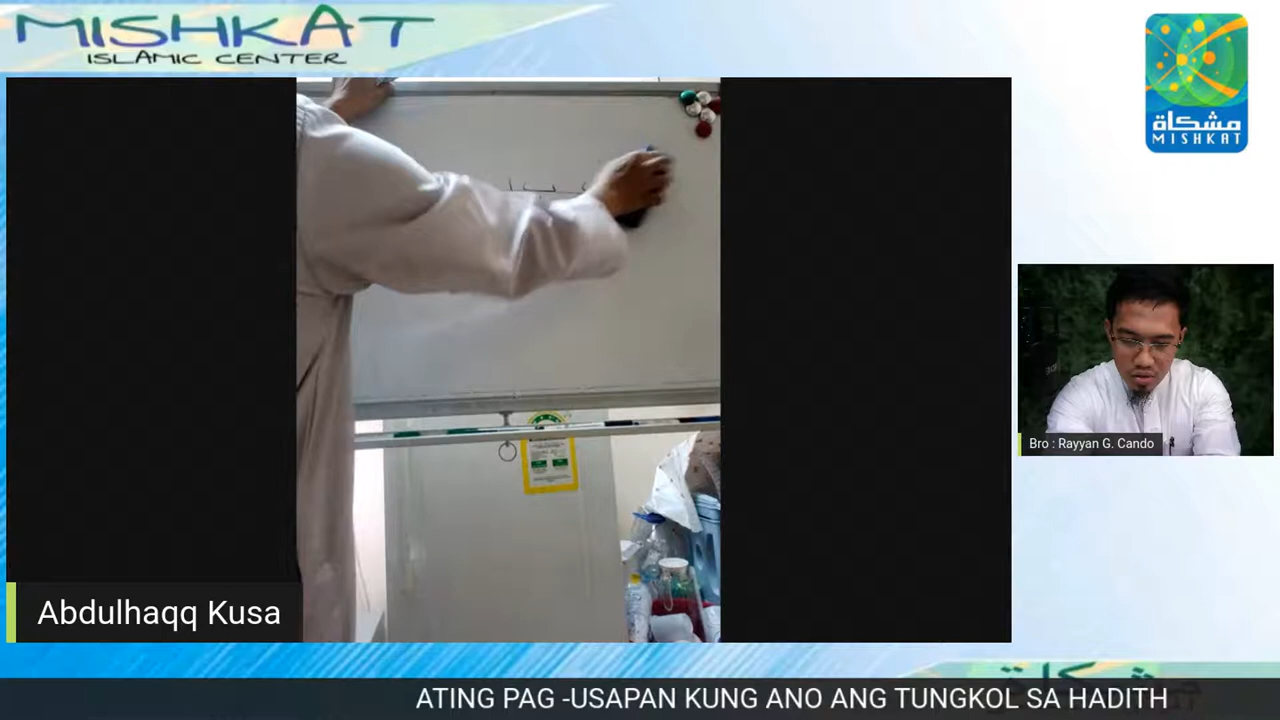 MISHKAT
ISLAMIC CENTER
مشكاة
MISHKAT
Bro : Rayyan G. Cando
Abdulhaqq Kusa
ATING PAG -USAPAN KUNG ANO ANG TUNGKOL SA HADITH